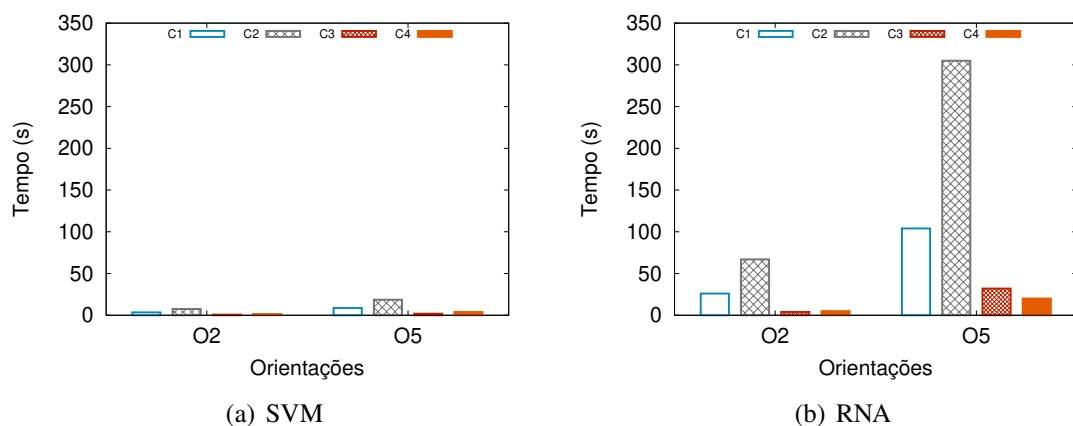 C1 C2 C3 C4
350
300
250
200
150
100
50
0
Tempo (s)
O2 O5
Orientações
(a) SVM
C1 C2 C3 C4
350
300
250
200
150
100
50
0
Tempo (s)
O2 O5
Orientações
(b) RNA